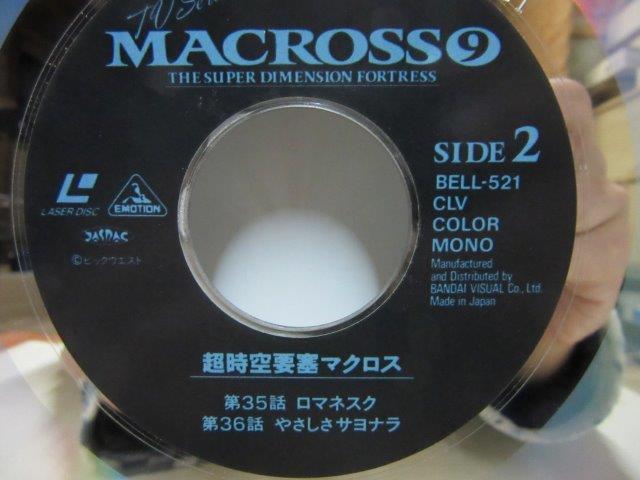 TV Series
MACROSS 9
THE SUPER DIMENSION FORTRESS
SIDE 2
BELL-521
CLV
COLOR
MONO
Manufactured
and Distributed by
BANDAI VISUAL Co., Ltd.
Made in Japan
LASER DISC
EMOTION
JASRAC
©ビックウエスト
超時空要塞マクロス
第35話 ロマネスク
第36話 やさしさサヨナラ